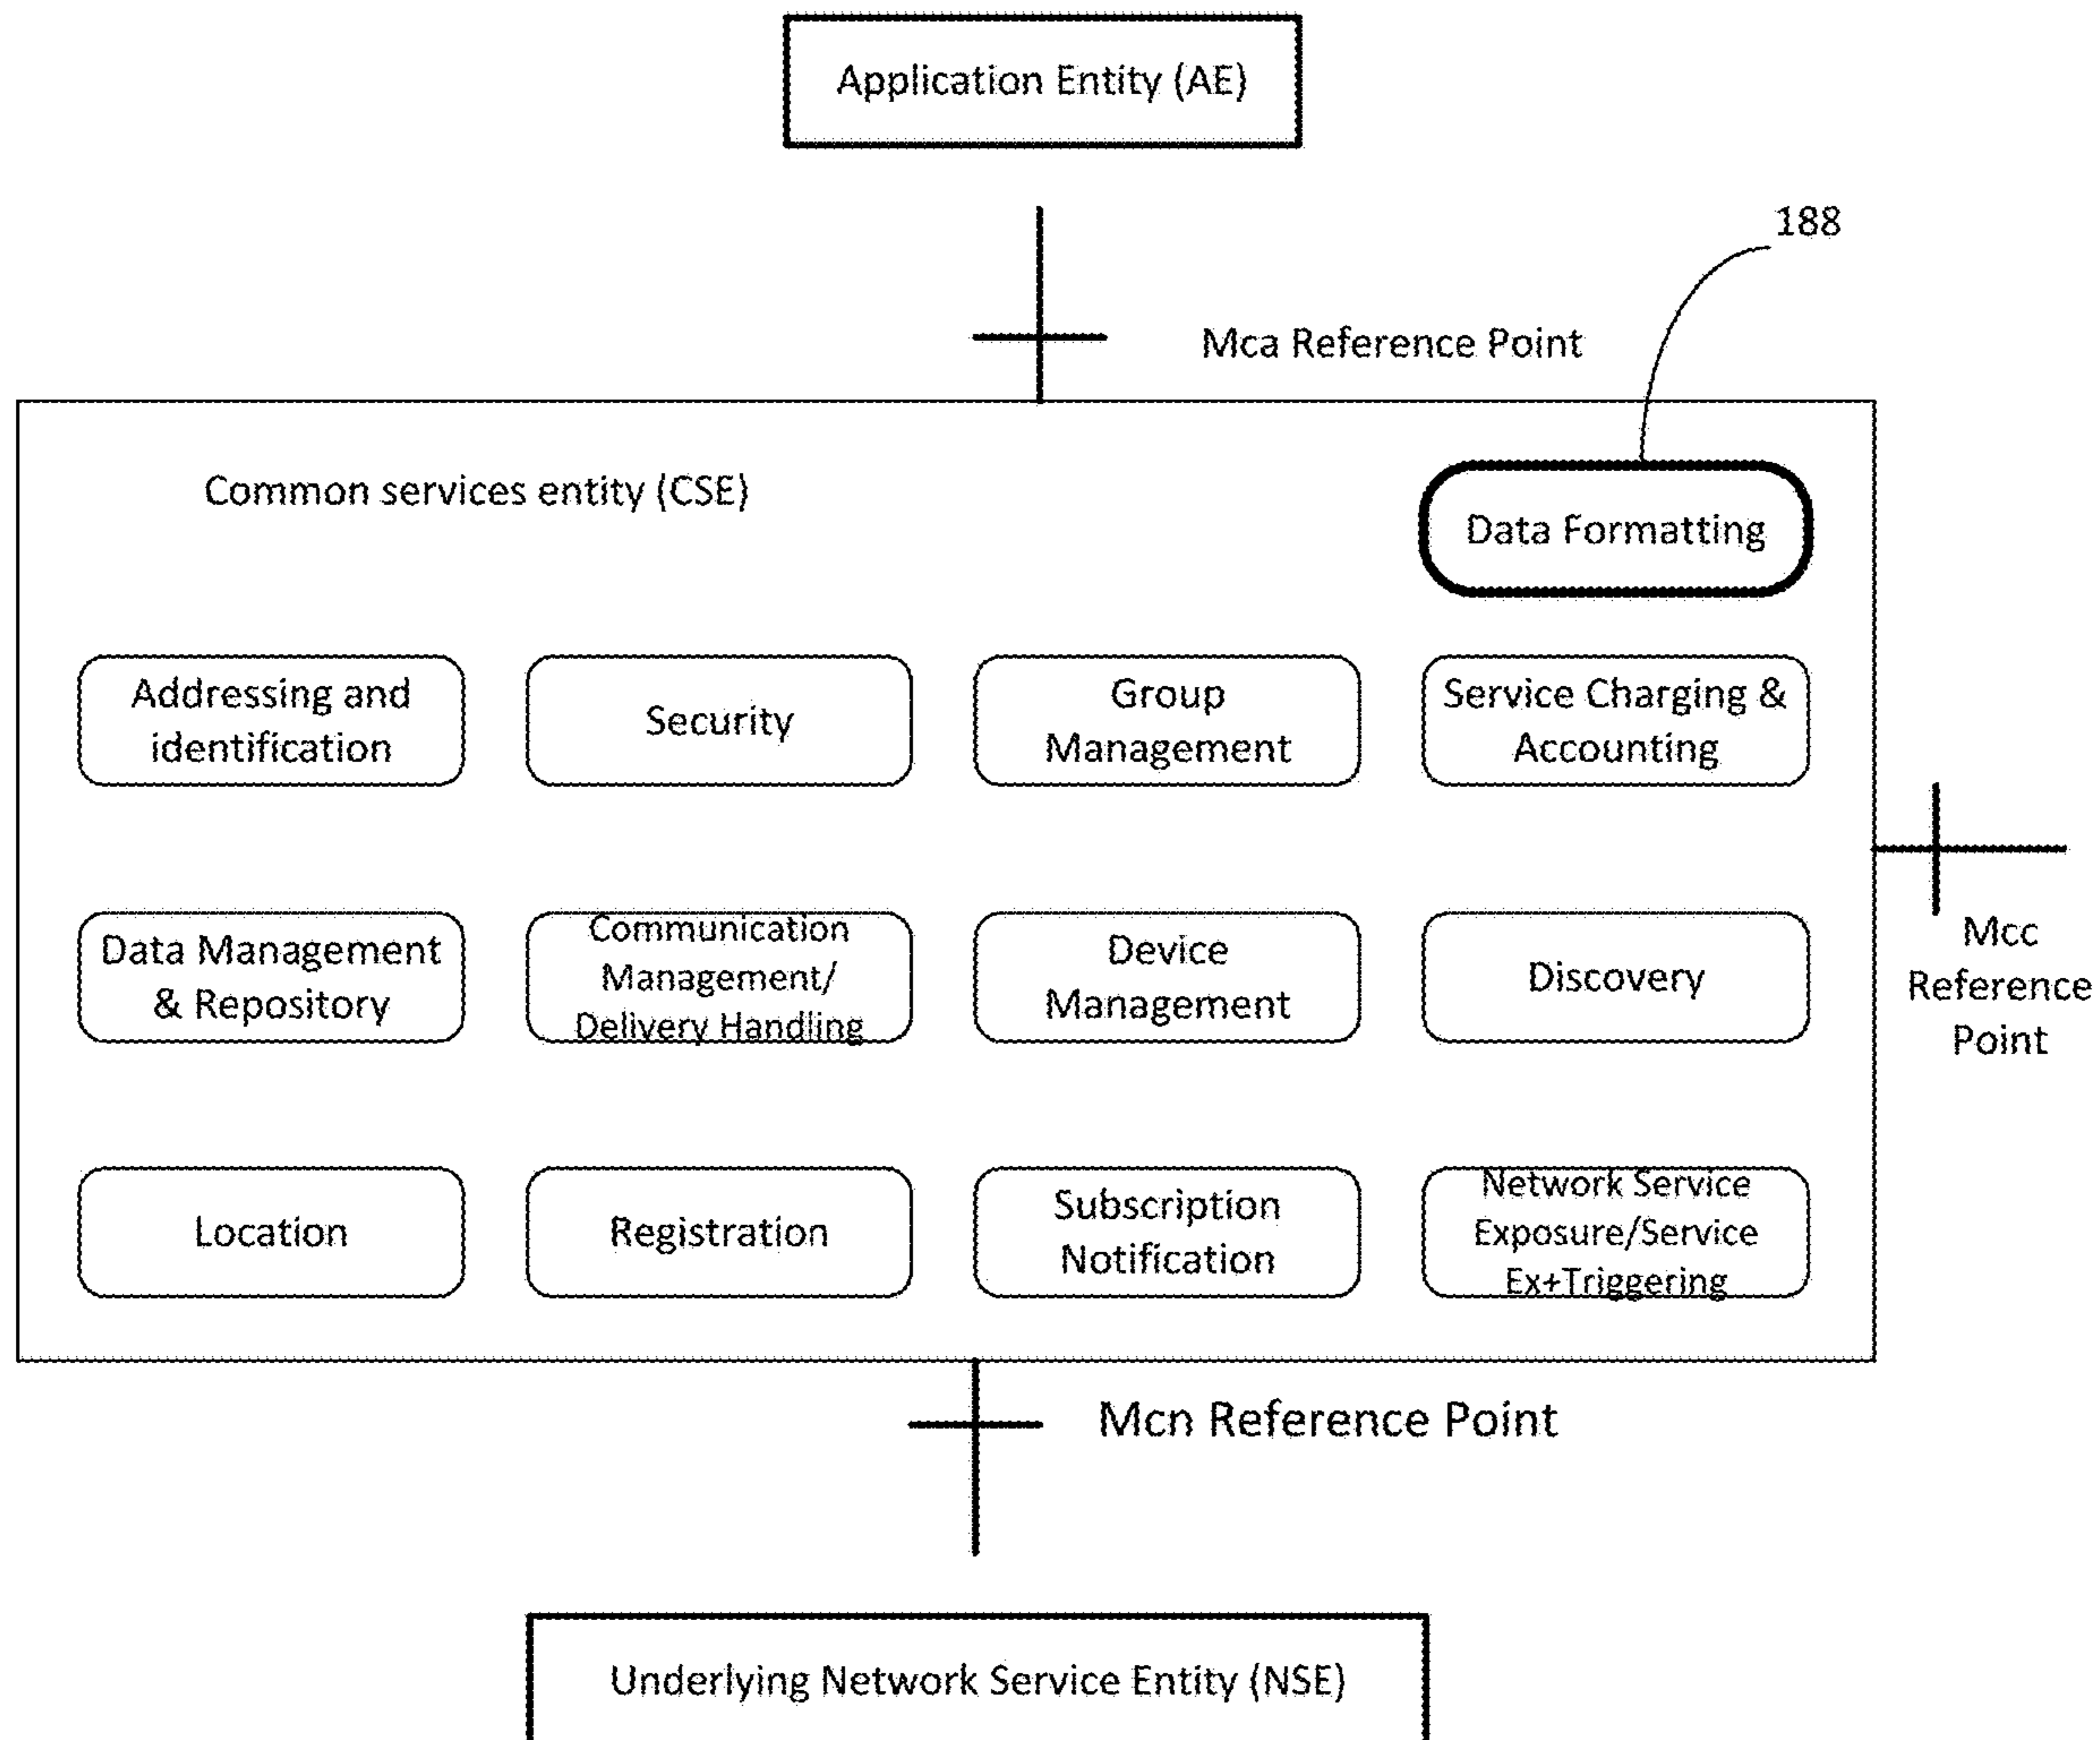 Application Entity (AE)
188
Mca Reference Point
Common services entity (CSE)
Data Formatting
Addressing and
identification
Security
Group
Management
Service Charging &
Accounting
Data Management
& Repository
Communication
Management/
Delivery Handling
Device
Management
Discovery
Mcc
Reference
Point
Location
Registration
Subscription
Notification
Network Service
Exposure/Service
Ex+Triggering
Mcn Reference Point
Underlying Network Service Entity (NSE)